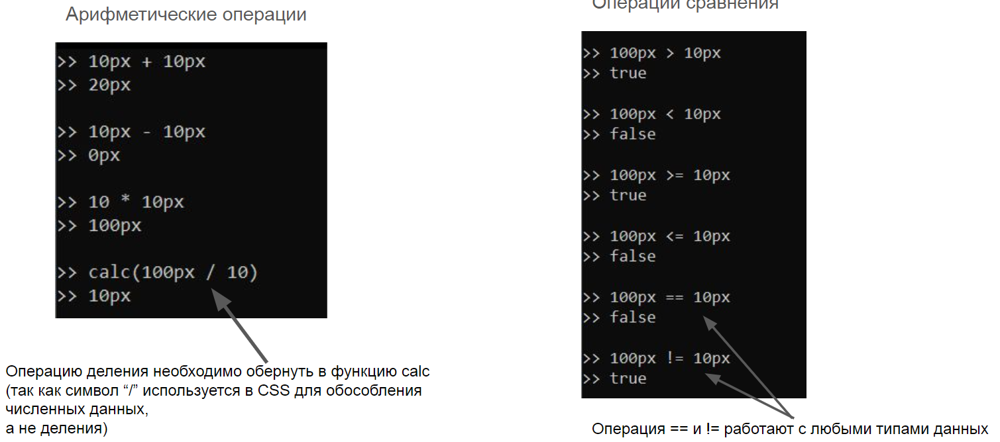 Арифметические операции
>> 10px + 10px
>> 20px
>> 10px - 10px
>> 0px
>> 10 * 10px
>> 100px
>> calc(100px / 10)
>> 10px
Операцию деления необходимо обернуть в функцию calc
(так как символ “/” используется в CSS для обособления
численных данных,
а не деления)
Операции сравнения
>> 100px > 10px
>> true
>> 100px < 10px
>> false
>> 100px >= 10px
>> true
>> 100px <= 10px
>> false
>> 100px == 10px
>> false
>> 100px != 10px
>> true
Операция == и != работают с любыми типами данных